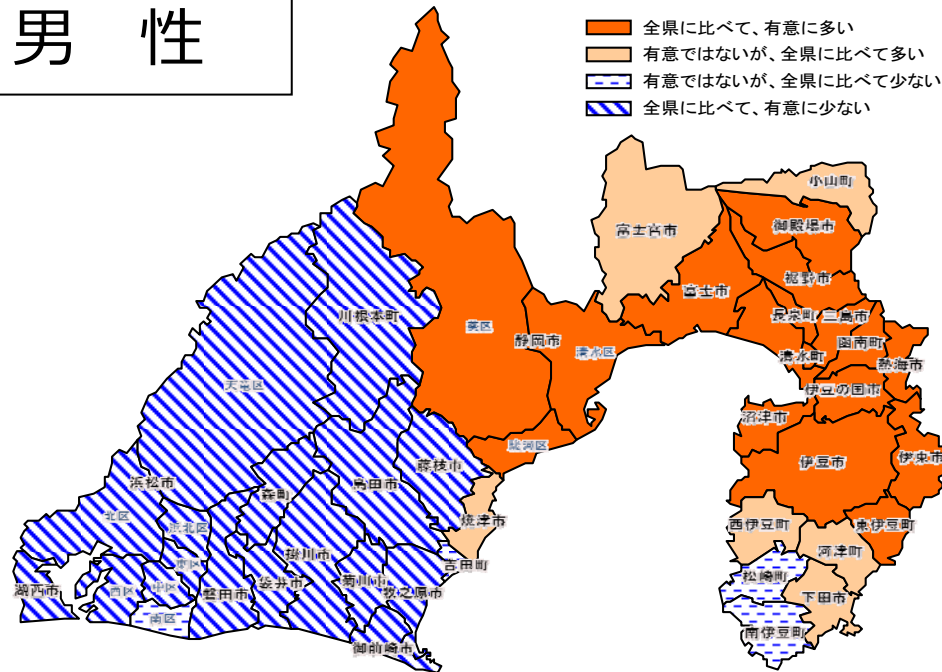 男 性
全県に比べて、有意に多い
有意ではないが、全県に比べて多い
有意ではないが、全県に比べて少ない
全県に比べて、有意に少ない
小山町
御殿場市
富士宮市
裾野市
富士市
川根本町
長泉町
三島市
葵区
静岡市
函南町
清水区
清水町
熱海市
天竜区
伊豆の国市
沼津市
駿河区
伊東市
藤枝市
伊豆市
浜松市
島田市
森町
北区
浜北区
焼津市
西伊豆町
東伊豆町
掛川市
河津町
東区
吉田町
湖西市
西区
中区
磐田市
袋井市
菊川市
牧之原市
松崎町
下田市
南区
南伊豆町
御前崎市